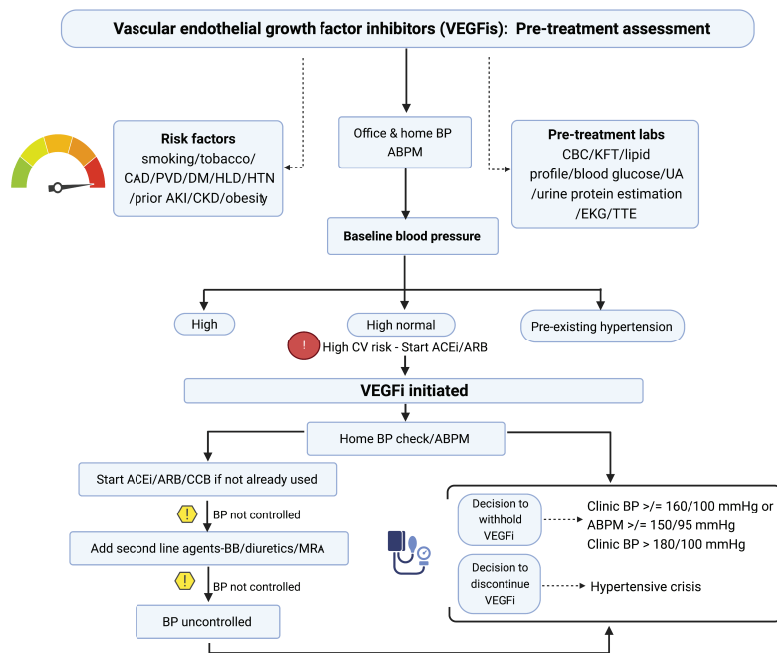 Vascular endothelial growth factor inhibitors (VEGFis): Pre-treatment assessment
Risk factors
smoking/tobacco/
CAD/PVD/DM/HLD/HTN
/prior AKI/CKD/obesity
Office & home BP
ABPM
Pre-treatment labs
CBC/KFT/lipid
profile/blood glucose/UA
/urine protein estimation
/EKG/TTE
Baseline blood pressure
High
High normal
Pre-existing hypertension
!
High CV risk - Start ACEi/ARB
VEGFi initiated
Home BP check/ABPM
Start ACEi/ARB/CCB if not already used
!
BP not controlled
Add second line agents-BB/diuretics/MRA
!
BP not controlled
BP uncontrolled
Decision to
withhold
VEGFi
Clinic BP >/= 160/100 mmHg or
ABPM >/= 150/95 mmHg
Clinic BP > 180/100 mmHg
Decision to
discontinue
VEGFi
Hypertensive crisis